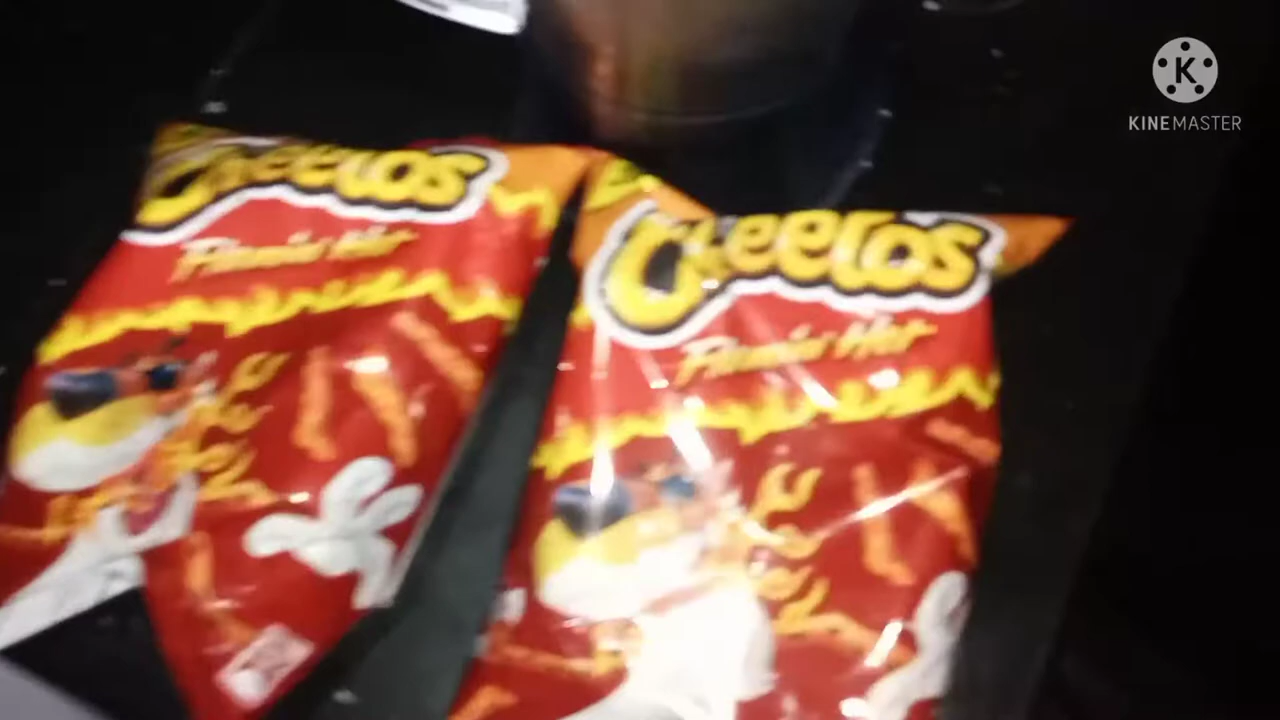 KINEMASTER
Cheetos
Flamin' Hot
Cheetos
Flamin' Hot